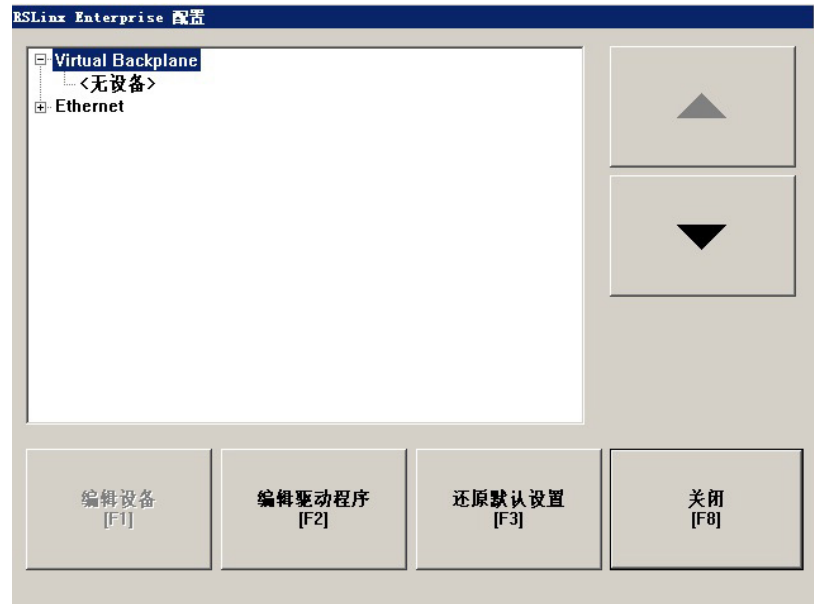 RSLinx Enterprise 配置
Virtual Backplane
<无设备>
Ethernet
编辑设备
[F1]
编辑驱动程序
[F2]
还原默认设置
[F3]
关闭
[F8]